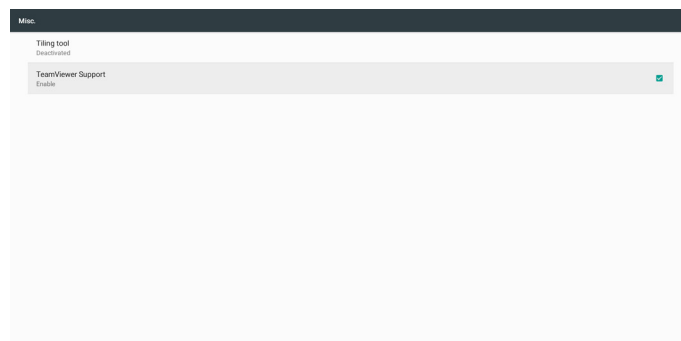 Misc.
Tiling tool
Deactivated
TeamViewer Support
Enable